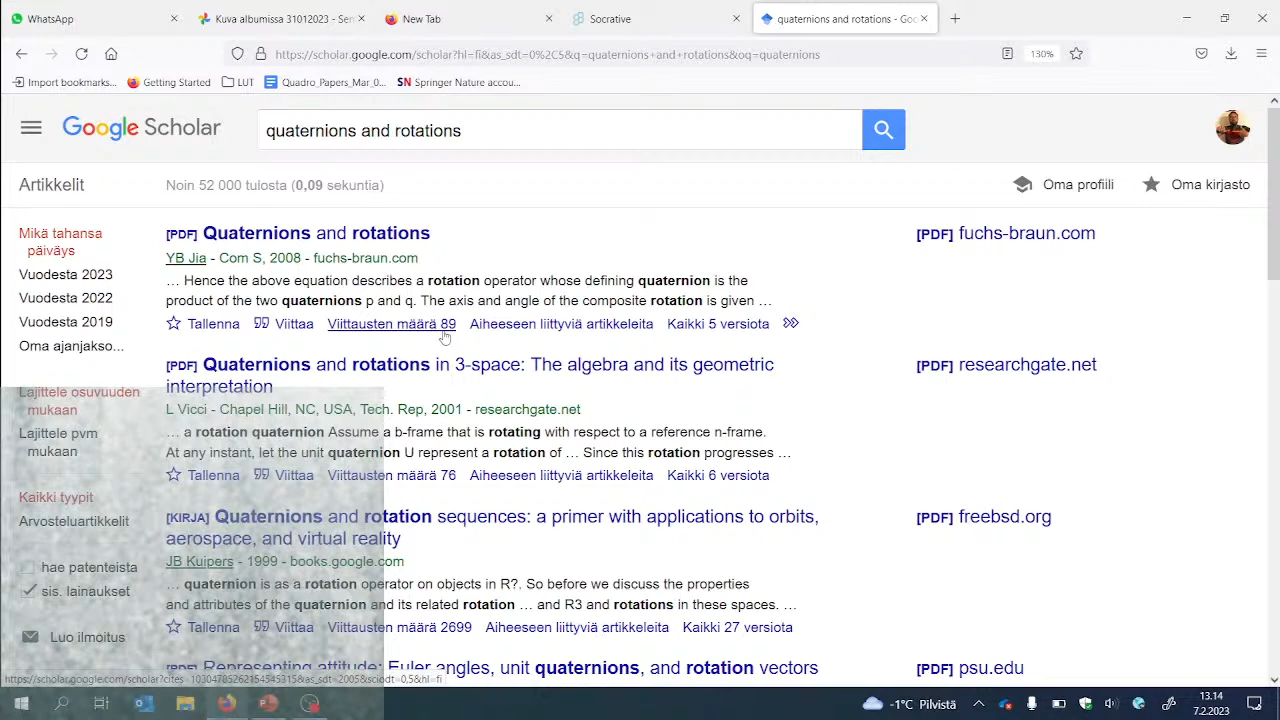 WhatsApp
Kuva albumissa 31012023 - Sen
New Tab
Socrative
quaternions and rotations - Goo
https://scholar.google.com/scholar?hl=fi&as_sdt=0%2C5&q=quaternions+and+rotations&oq=quaternions
130%
Import bookmarks...
Getting Started
LUT
Quadro_Papers_Mar_0...
SN Springer Nature accou...
Google Scholar
quaternions and rotations
Artikkelit
Noin 52 000 tulosta (0,09 sekuntia)
Oma profiili
Oma kirjasto
Mikä tahansa
päiväys
Vuodesta 2023
Vuodesta 2022
Vuodesta 2019
Oma ajanjakso...
Lajittele osuvuuden
mukaan
Lajittele pvm
mukaan
Kaikki tyypit
Arvosteluartikkelit
hae patenteista
sis. lainaukset
Luo ilmoitus
[PDF] Quaternions and rotations
YB Jia - Com S, 2008 - fuchs-braun.com
… Hence the above equation describes a rotation operator whose defining quaternion is the
product of the two quaternions p and q. The axis and angle of the composite rotation is given …
Tallenna Viittaa Viittausten määrä 89 Aiheeseen liittyviä artikkeleita Kaikki 5 versiota
[PDF] fuchs-braun.com
[PDF] Quaternions and rotations in 3-space: The algebra and its geometric
interpretation
L Vicci - Chapel Hill, NC, USA, Tech. Rep, 2001 - researchgate.net
… a rotation quaternion Assume a b-frame that is rotating with respect to a reference n-frame.
At any instant, let the unit quaternion U represent a rotation of … Since this rotation progresses …
Tallenna Viittaa Viittausten määrä 76 Aiheeseen liittyviä artikkeleita Kaikki 6 versiota
[PDF] researchgate.net
[KIRJA] Quaternions and rotation sequences: a primer with applications to orbits,
aerospace, and virtual reality
JB Kuipers - 1999 - books.google.com
… quaternion is as a rotation operator on objects in R?. So before we discuss the properties
and attributes of the quaternion and its related rotation … and R3 and rotations in these spaces. …
Tallenna Viittaa Viittausten määrä 2699 Aiheeseen liittyviä artikkeleita Kaikki 27 versiota
[PDF] freebsd.org
[PDF] Representing attitude: Euler angles, unit quaternions, and rotation vectors
[PDF] psu.edu
https://scholar.google.com/scholar?cites=10304785262154545315&as_sdt=2005&sciodt=0,5&hl=fi
-1°C Pilvistä
13.14
7.2.2023